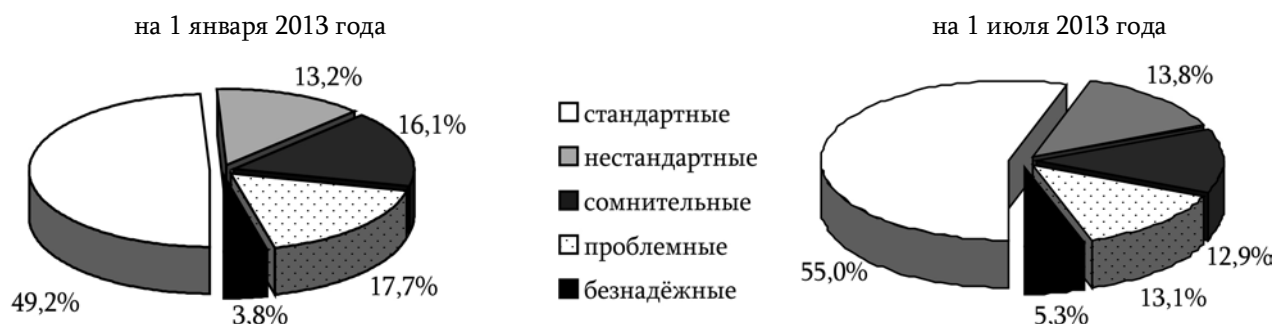 на 1 января 2013 года
13,2%
16,1%
17,7%
3,8%
49,2%
стандартные
нестандартные
сомнительные
проблемные
безнадёжные
на 1 июля 2013 года
13,8%
12,9%
13,1%
5,3%
55,0%